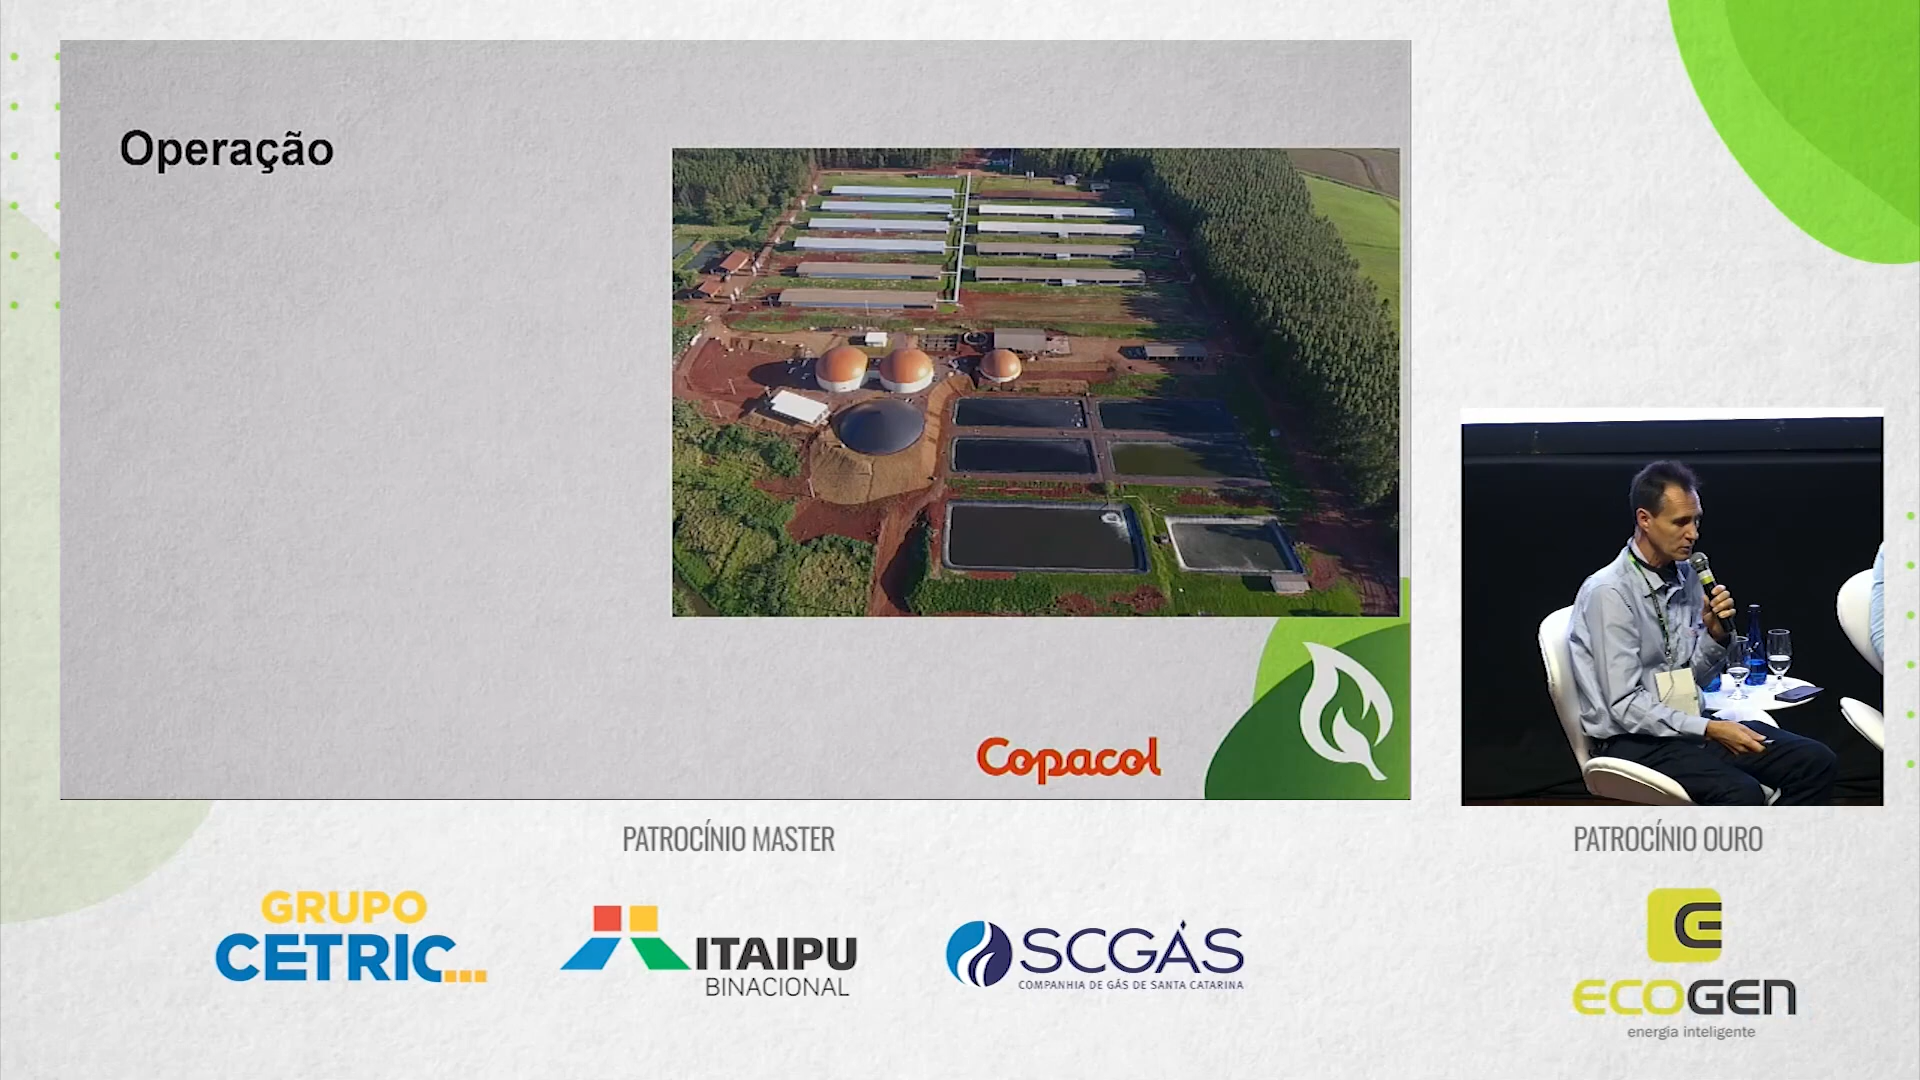 Operação
Copacol
PATROCÍNIO MASTER
PATROCÍNIO OURO
GRUPO
CETRIC...
ITAIPU
BINACIONAL
SCGÁS
COMPANHIA DE GÁS DE SANTA CATARINA
ECOGEN
energia inteligente